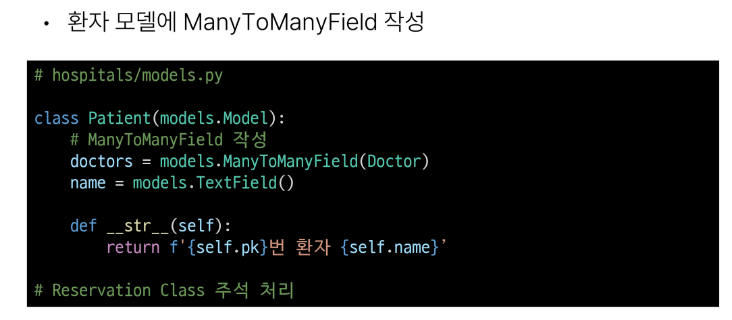 • 환자 모델에 ManyToManyField 작성
# hospitals/models.py
class Patient(models.Model):
    # ManyToManyField 작성
    doctors = models.ManyToManyField(Doctor)
    name = models.TextField()
    def __str__(self):
        return f'{self.pk}번 환자 {self.name}’
# Reservation Class 주석 처리